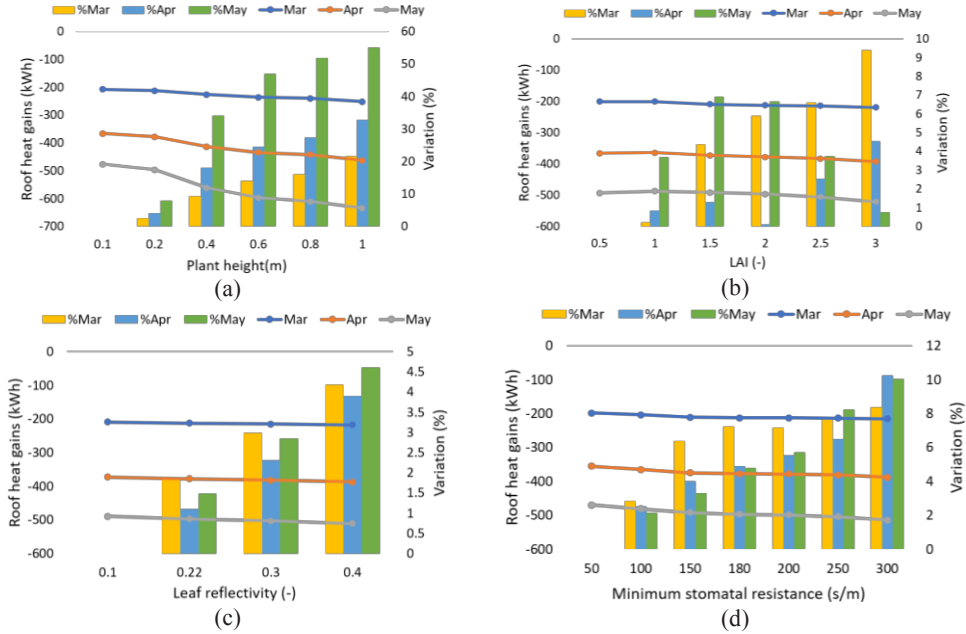 %Mar %Apr %May Mar Apr May
0
-100
-200
-300
-400
-500
-600
-700
Roof heat gains (kWh)
60
50
40
30
20
10
0
Variation (%)
0.1 0.2 0.4 0.6 0.8 1
Plant height(m)
(a)
%Mar %Apr %May Mar Apr May
0
-100
-200
-300
-400
-500
-600
Roof heat gains (kWh)
10
9
8
7
6
5
4
3
2
1
0
Variation (%)
0.5 1 1.5 2 2.5 3
LAI (-)
(b)
%Mar %Apr %May Mar Apr May
0
-100
-200
-300
-400
-500
-600
Roof heat gains (kWh)
5
4.5
4
3.5
3
2.5
2
1.5
1
0.5
0
Variation (%)
0.1 0.22 0.3 0.4
Leaf reflectivity (-)
(c)
%Mar %Apr %May Mar Apr May
0
-100
-200
-300
-400
-500
-600
Roof heat gains (kWh)
12
10
8
6
4
2
0
Variation (%)
50 100 150 180 200 250 300
Minimum stomatal resistance (s/m)
(d)